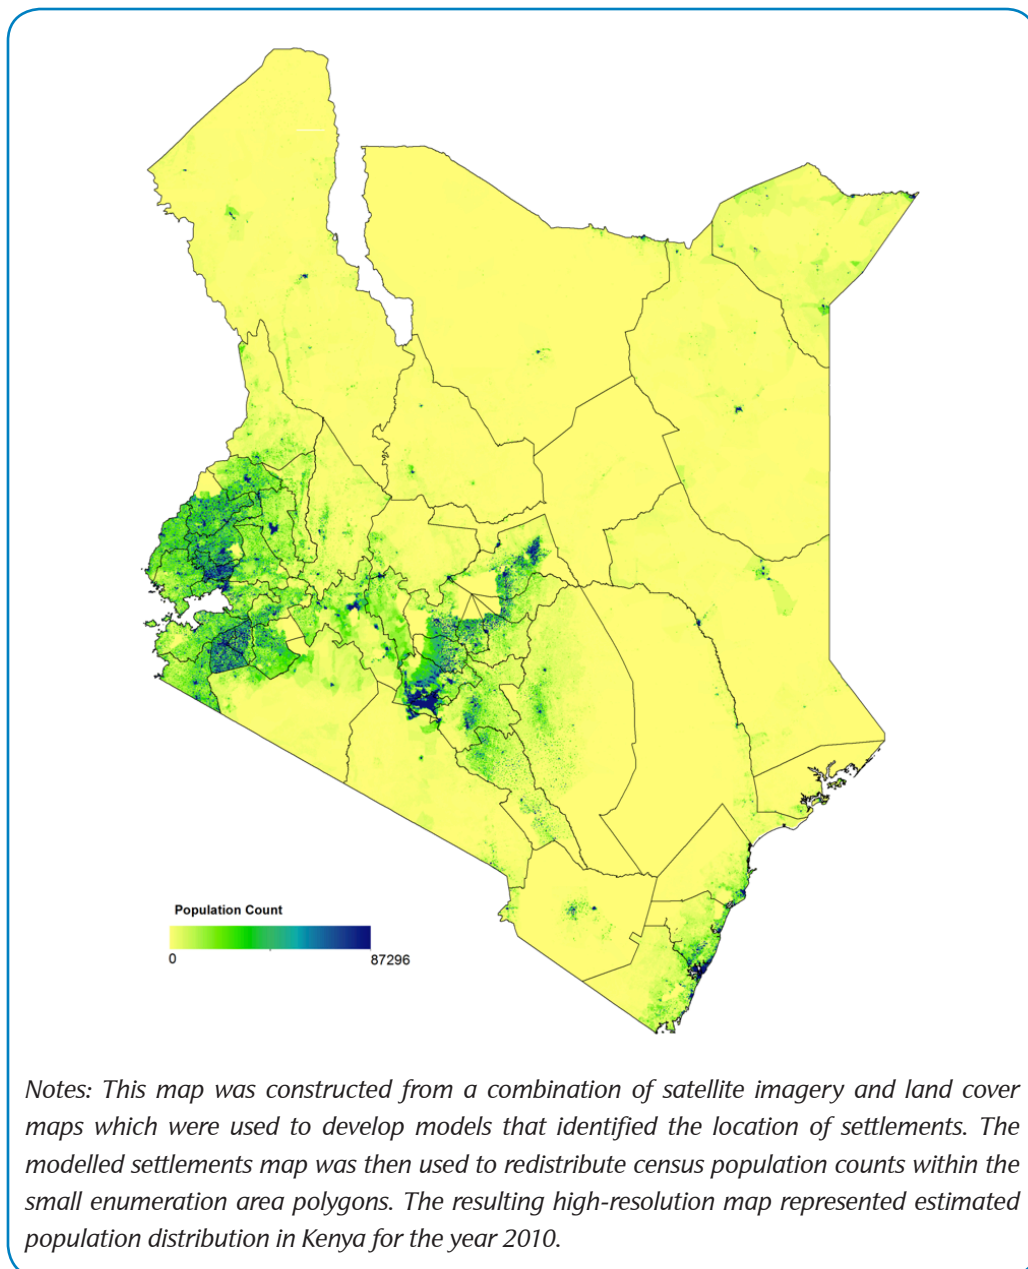 Population Count
0 87296
Notes: This map was constructed from a combination of satellite imagery and land cover
maps which were used to develop models that identified the location of settlements. The
modelled settlements map was then used to redistribute census population counts within the
small enumeration area polygons. The resulting high-resolution map represented estimated
population distribution in Kenya for the year 2010.